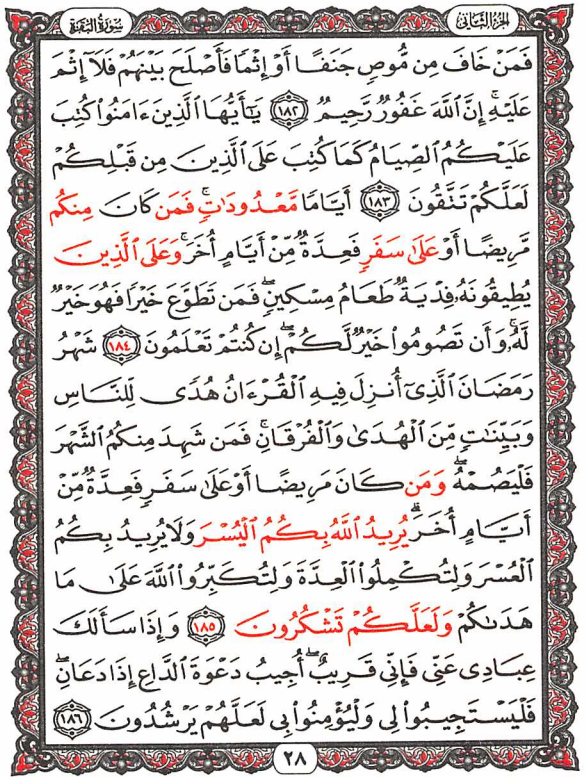 الجزء الثاني
سورة البقرة
فَمَنْ خَافَ مِن مُّوصٍ جَنَفًا أَوْ إِثْمًا فَأَصْلَحَ بَيْنَهُمْ فَلَآ إِثْمَ
عَلَيْهِ ۚ إِنَّ ٱللَّهَ غَفُورٌ رَّحِيمٌ ١٨٢ يَٰٓأَيُّهَا ٱلَّذِينَ ءَامَنُوا۟ كُتِبَ
عَلَيْكُمُ ٱلصِّيَامُ كَمَا كُتِبَ عَلَى ٱلَّذِينَ مِن قَبْلِكُمْ
لَعَلَّكُمْ تَتَّقُونَ ١٨٣ أَيَّامًا مَّعْدُودَٰتٍ ۚ فَمَن كَانَ مِنكُم
مَّرِيضًا أَوْ عَلَىٰ سَفَرٍ فَعِدَّةٌ مِّنْ أَيَّامٍ أُخَرَ ۚ وَعَلَى ٱلَّذِينَ
يُطِيقُونَهُۥ فِدْيَةٌ طَعَامُ مِسْكِينٍ ۖ فَمَن تَطَوَّعَ خَيْرًا فَهُوَ خَيْرٌ
لَّهُۥ ۚ وَأَن تَصُومُوا۟ خَيْرٌ لَّكُمْ ۖ إِن كُنتُمْ تَعْلَمُونَ ١٨٤ شَهْرُ
رَمَضَانَ ٱلَّذِىٓ أُنزِلَ فِيهِ ٱلْقُرْءَانُ هُدًى لِّلنَّاسِ
وَبَيِّنَٰتٍ مِّنَ ٱلْهُدَىٰ وَٱلْفُرْقَانِ ۚ فَمَن شَهِدَ مِنكُمُ ٱلشَّهْرَ
فَلْيَصُمْهُ ۖ وَمَن كَانَ مَرِيضًا أَوْ عَلَىٰ سَفَرٍ فَعِدَّةٌ مِّنْ
أَيَّامٍ أُخَرَ ۗ يُرِيدُ ٱللَّهُ بِكُمُ ٱلْيُسْرَ وَلَا يُرِيدُ بِكُمُ
ٱلْعُسْرَ وَلِتُكْمِلُوا۟ ٱلْعِدَّةَ وَلِتُكَبِّرُوا۟ ٱللَّهَ عَلَىٰ مَا
هَدَىٰكُمْ وَلَعَلَّكُمْ تَشْكُرُونَ ١٨٥ وَإِذَا سَأَلَكَ
عِبَادِى عَنِّى فَإِنِّى قَرِيبٌ ۖ أُجِيبُ دَعْوَةَ ٱلدَّاعِ إِذَا دَعَانِ ۖ
فَلْيَسْتَجِيبُوا۟ لِى وَلْيُؤْمِنُوا۟ بِى لَعَلَّهُمْ يَرْشُدُونَ ١٨٦
٢٨